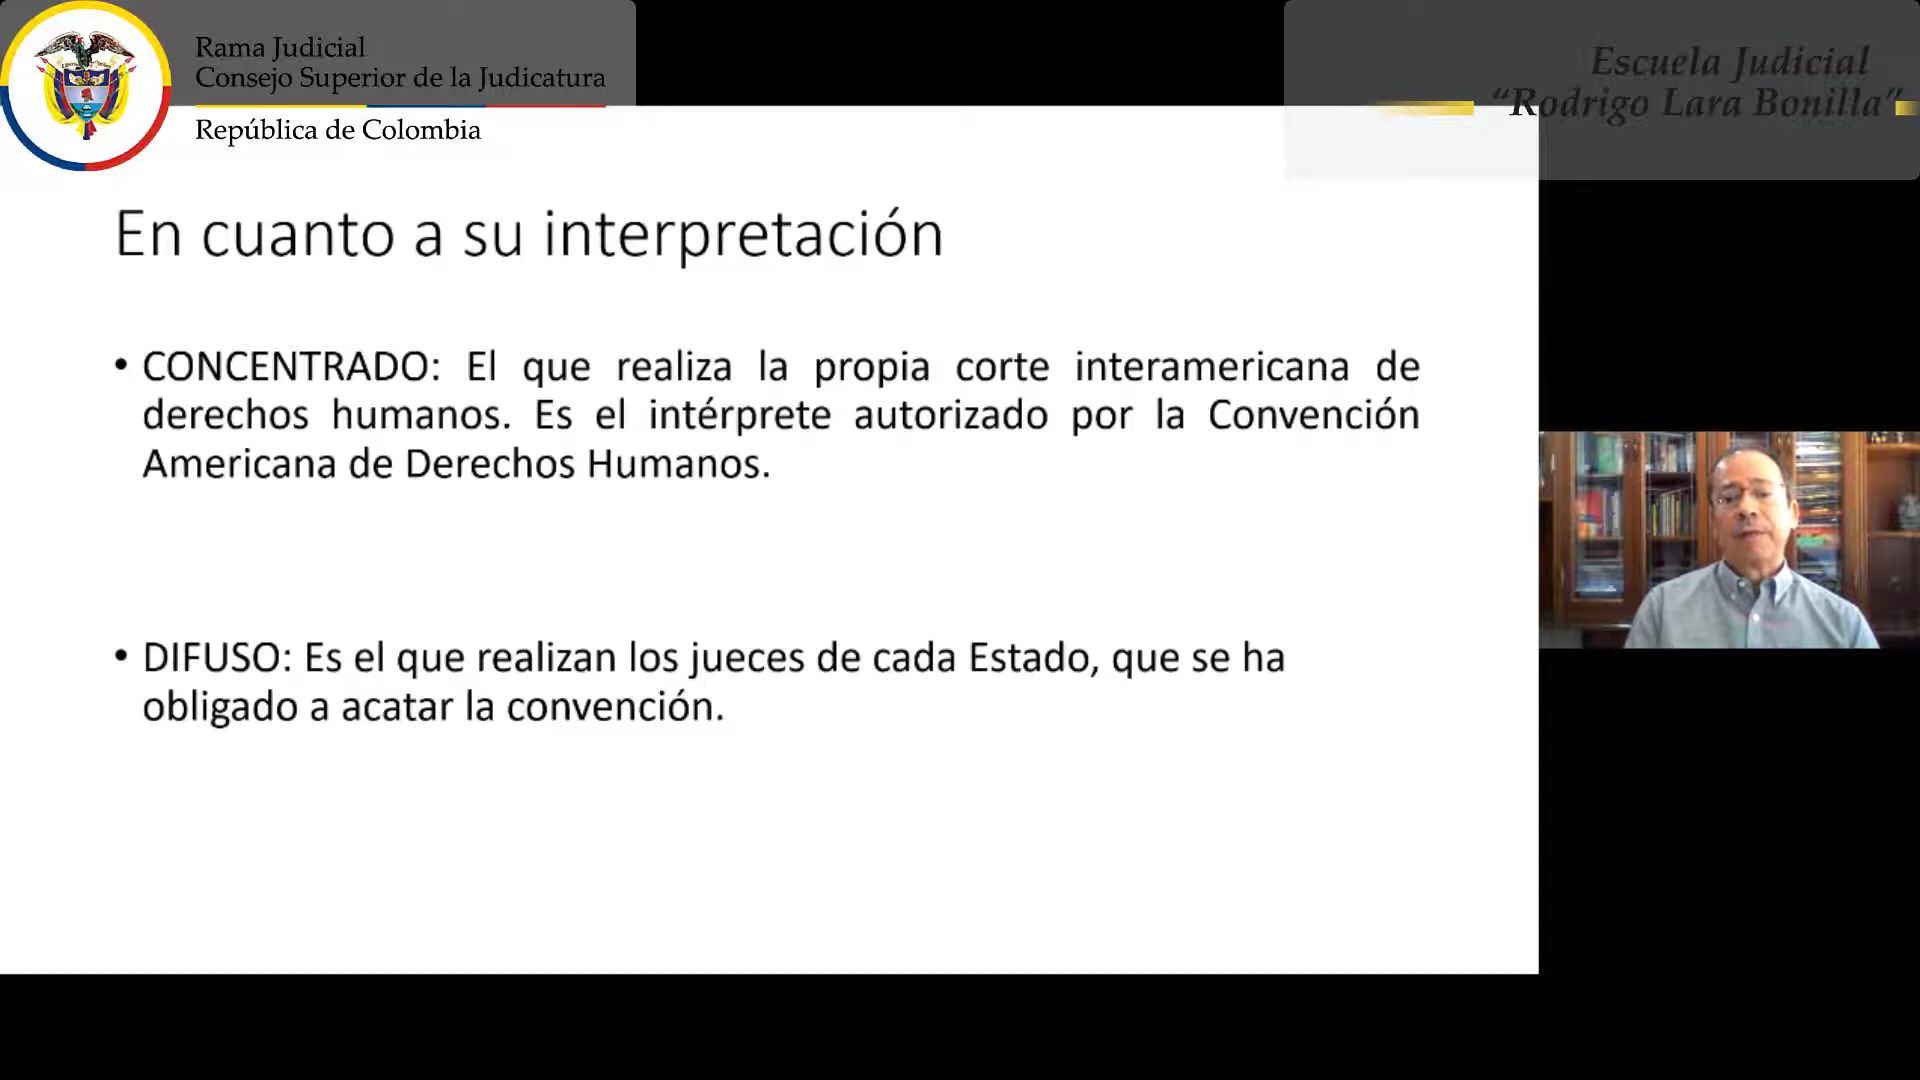 Rama Judicial
Consejo Superior de la Judicatura
República de Colombia
Escuela Judicial
“Rodrigo Lara Bonilla”
En cuanto a su interpretación
• CONCENTRADO: El que realiza la propia corte interamericana de
derechos humanos. Es el intérprete autorizado por la Convención
Americana de Derechos Humanos.
• DIFUSO: Es el que realizan los jueces de cada Estado, que se ha
obligado a acatar la convención.